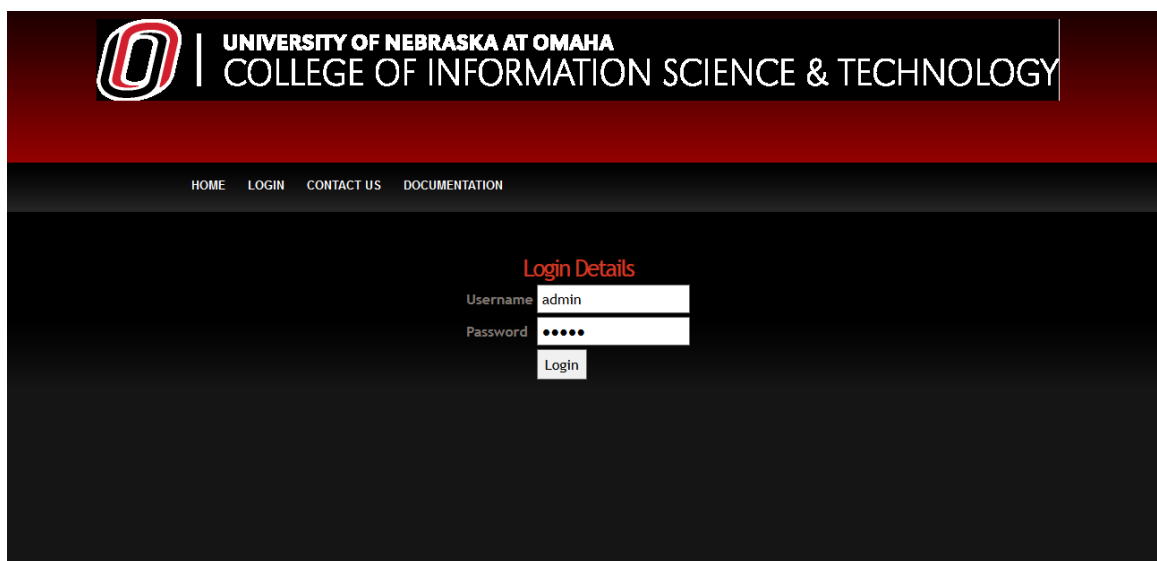 UNIVERSITY OF NEBRASKA AT OMAHA
COLLEGE OF INFORMATION SCIENCE & TECHNOLOGY
HOME LOGIN CONTACT US DOCUMENTATION
Login Details
Username admin
Password •••••
Login